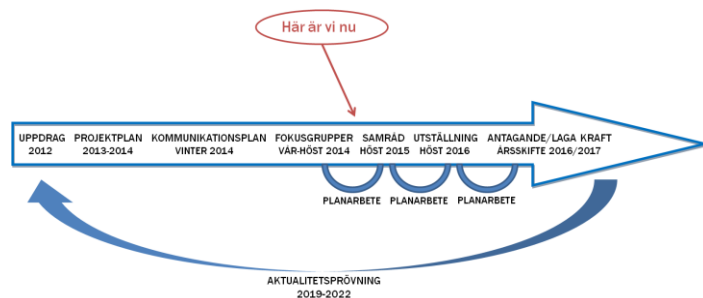 Här är vi nu
UPPDRAG
2012
PROJEKTPLAN
2013-2014
KOMMUNIKATIONSPLAN
VINTER 2014
FOKUSGRUPPER
VÅR-HÖST 2014
SAMRÅD
HÖST 2015
UTSTÄLLNING
HÖST 2016
ANTAGANDE/LAGA KRAFT
ÅRSSKIFTE 2016/2017
PLANARBETE
PLANARBETE
PLANARBETE
AKTUALITETSPRÖVNING
2019-2022